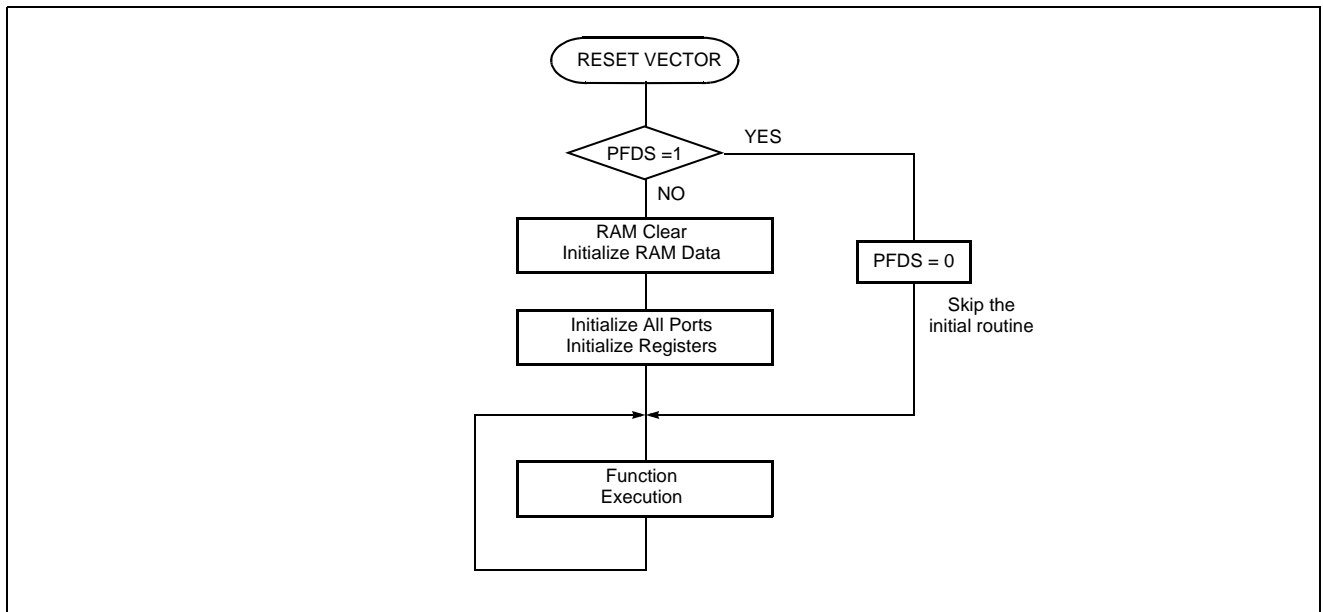 RESET VECTOR
YES
PFDS =1
NO
RAM Clear
Initialize RAM Data
PFDS = 0
Skip the
initial routine
Initialize All Ports
Initialize Registers
Function
Execution